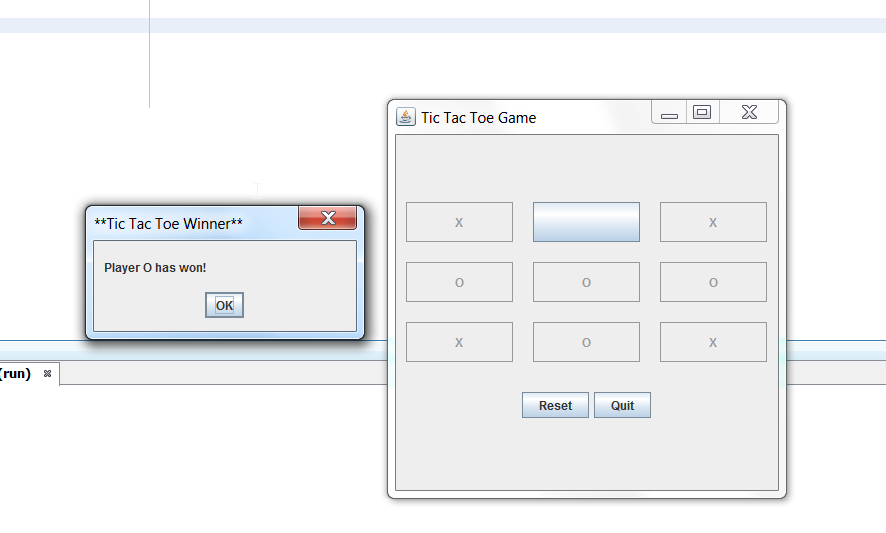 Tic Tac Toe Game
**Tic Tac Toe Winner**
Player O has won!
OK
X X
O O O
X O X
Reset Quit
(run)